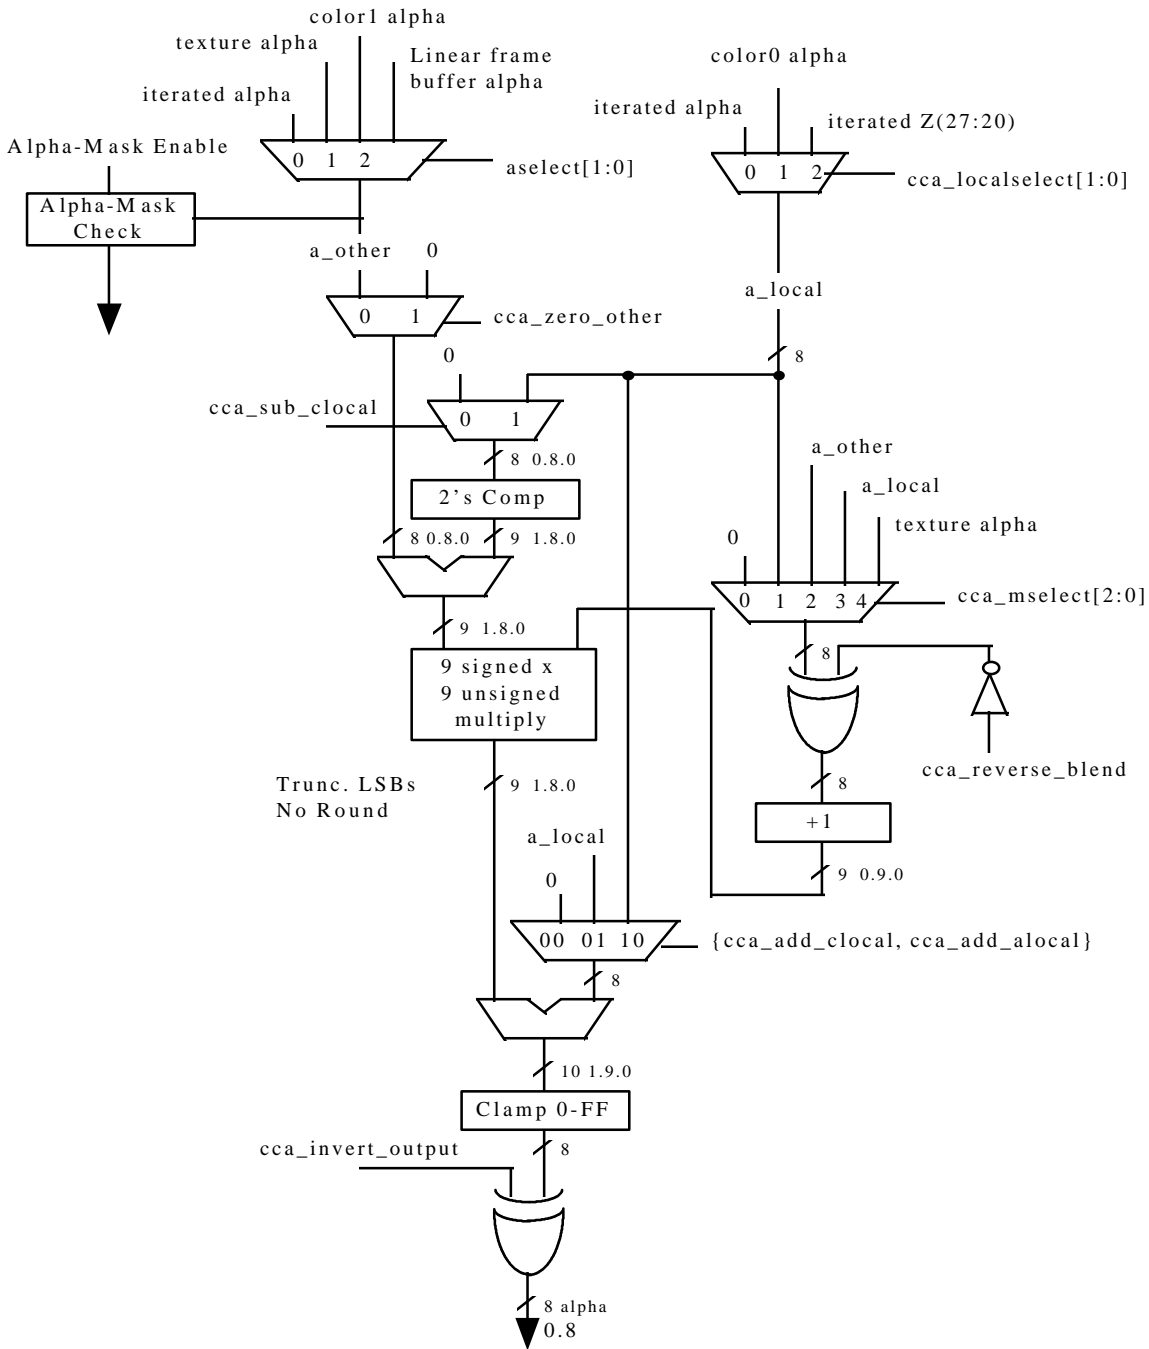 color1 alpha
texture alpha
Linear frame
buffer alpha
color0 alpha
iterated alpha
iterated alpha
iterated Z(27:20)
Alpha-Mask Enable
0 1 2
aselect[1:0]
0 1 2
cca_localselect[1:0]
Alpha-Mask
Check
a_other
0
a_local
0 1
cca_zero_other
0
8
cca_sub_clocal
0 1
a_other
8 0.8.0
a_local
2's Comp
texture alpha
8 0.8.0
9 1.8.0
0
0 1 2 3 4
cca_mselect[2:0]
9 1.8.0
8
9 signed x
9 unsigned
multiply
cca_reverse_blend
Trunc. LSBs
No Round
9 1.8.0
8
+1
a_local
0
9 0.9.0
00 01 10
{cca_add_clocal, cca_add_alocal}
8
10 1.9.0
Clamp 0-FF
cca_invert_output
8
8 alpha
0.8